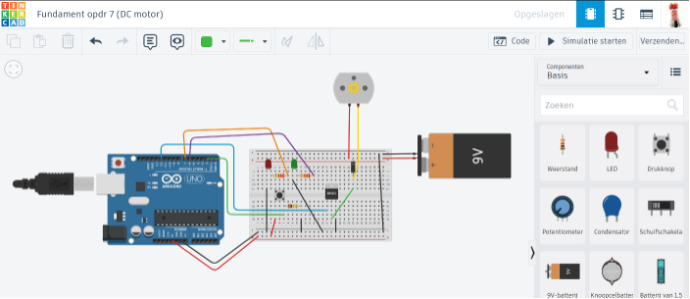 TIN
KER
CAD
Fundament opdr 7 (DC motor)
Opgeslagen
Code
Simulatie starten
Verzenden...
Componenten
Basis
Zoeken
UNO
9V
Weerstand
LED
Drukknop
Potentiometer
Condensator
Schuifschakela
9V-batterij
Knoopcelbatter
Batterij van 1,5